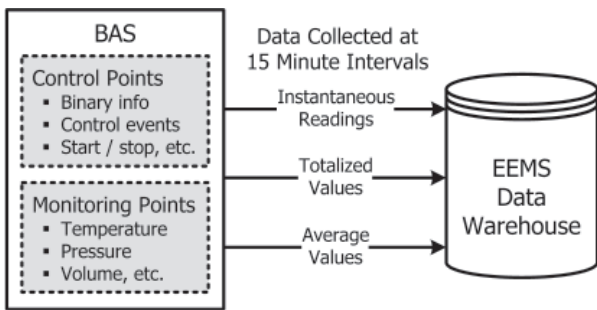 BAS
Control Points
▪ Binary info
▪ Control events
▪ Start / stop, etc.
Monitoring Points
▪ Temperature
▪ Pressure
▪ Volume, etc.
Data Collected at
15 Minute Intervals
Instantaneous
Readings
Totalized
Values
Average
Values
EEMS
Data
Warehouse